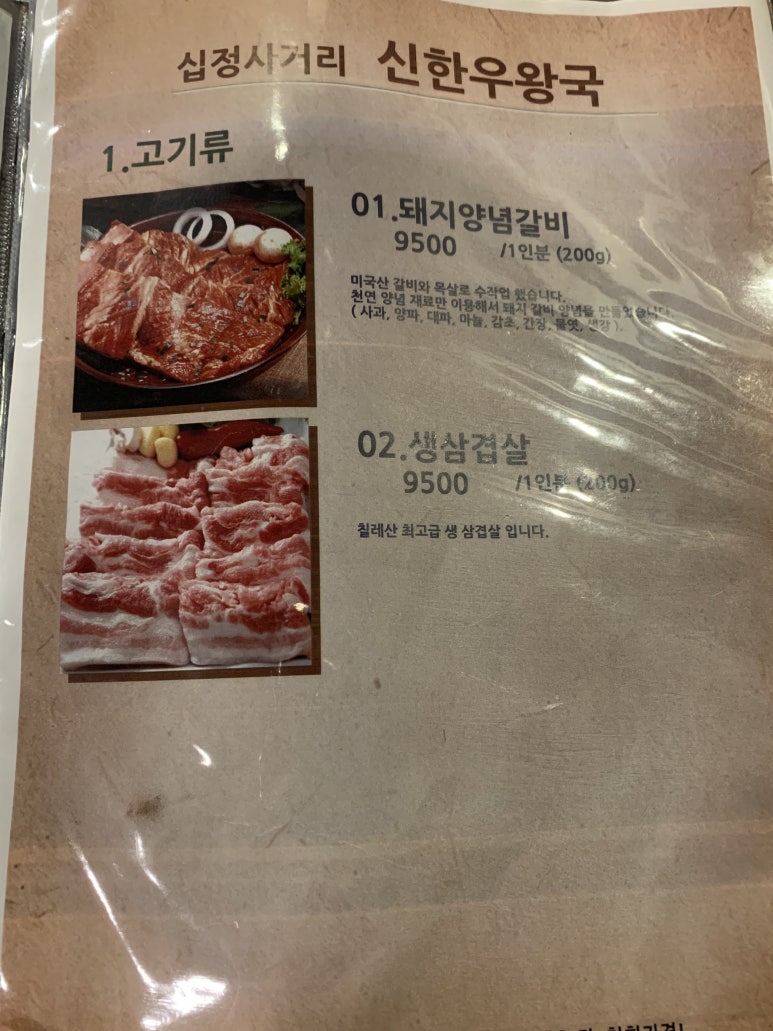 십정사거리 신한우왕국
1.고기류
01.돼지양념갈비
9500 /1인분 (200g)
미국산 갈비와 목살로 수작업 했습니다.
천연 양념 재료만 이용해서 돼지 갈비 양념을 만들었습니다.
( 사과, 양파, 대파, 마늘, 감초, 간장, 물엿, 생강 ).
02.생삼겹살
9500 /1인분 (200g)
칠레산 최고급 생 삼겹살 입니다.